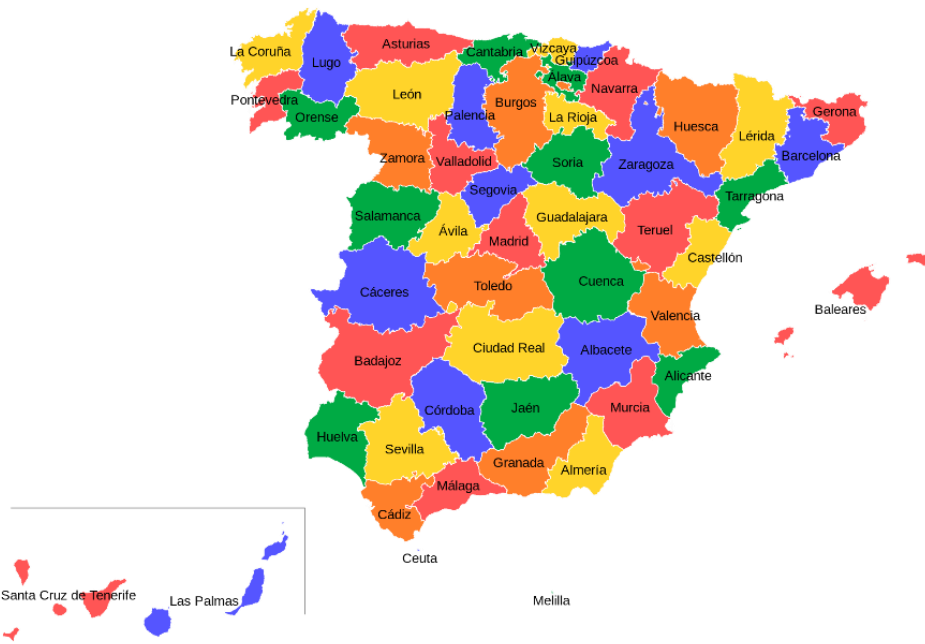 La Coruña
Lugo
Asturias
Cantabria
Vizcaya
Guipúzcoa
Álava
Navarra
Pontevedra
Orense
León
Palencia
Burgos
La Rioja
Huesca
Lérida
Gerona
Barcelona
Zamora
Valladolid
Soria
Zaragoza
Segovia
Tarragona
Salamanca
Ávila
Guadalajara
Madrid
Teruel
Castellón
Cáceres
Toledo
Cuenca
Valencia
Baleares
Badajoz
Ciudad Real
Albacete
Alicante
Córdoba
Jaén
Murcia
Huelva
Sevilla
Granada
Almería
Málaga
Cádiz
Ceuta
Santa Cruz de Tenerife
Las Palmas
Melilla